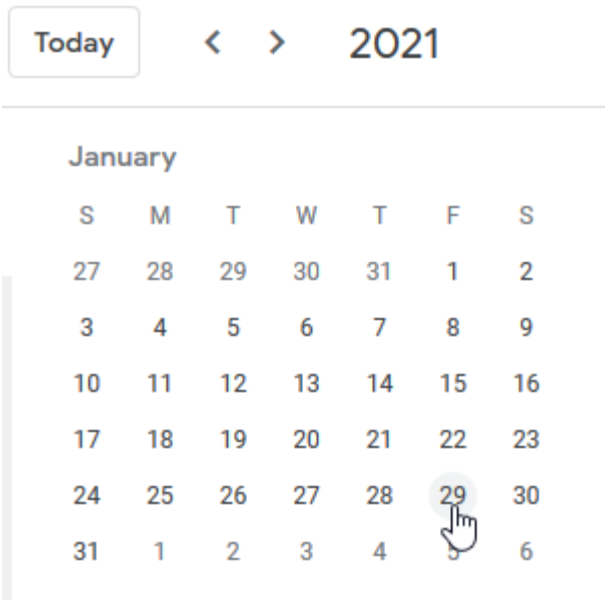 Today < > 2021
January
S M T W T F S
27 28 29 30 31 1 2
3 4 5 6 7 8 9
10 11 12 13 14 15 16
17 18 19 20 21 22 23
24 25 26 27 28 29 30
31 1 2 3 4 5 6